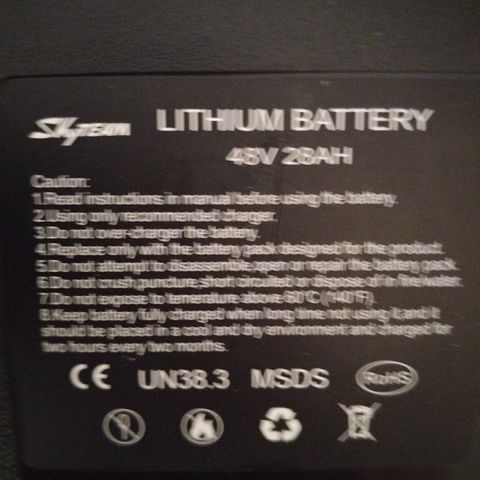 SKYTEAM
LITHIUM BATTERY
48V 28AH
Caution:
1.Read instructions in manual before using the battery.
2.Using only recommended charger.
3.Do not over-charger the battery.
4.Replace only with the battery pack designed for the product.
5.Do not attempt to disassemble,open or repair the battery pack.
6.Do not crush,puncture,short circuited or dispose of in fire,water.
7.Do not expose to temerature above 60°C (140°F).
8.Keep battery fully charged when long time not using it,and it
should be placed in a cool and dry environment and charged for
two hours every two months.
CE UN38.3 MSDS RoHS